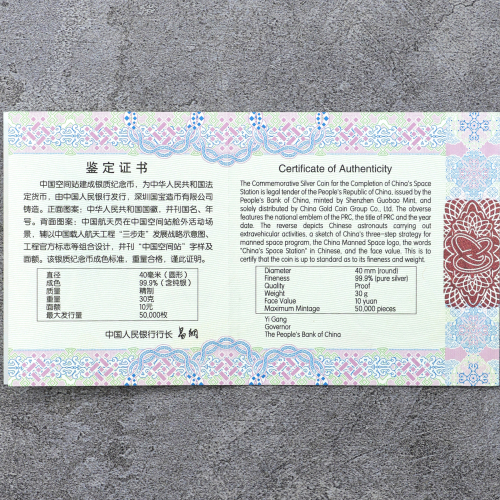 鉴定证书
中国空间站建成银质纪念币，为中华人民共和国法
定货币，由中国人民银行发行，深圳国宝造币有限公司
铸造。正面图案：中华人民共和国国徽，并刊国名、年
号。背面图案：中国航天员在中国空间站舱外活动场
景，辅以中国载人航天工程“三步走”发展战略示意图、
工程官方标志等组合设计，并刊“中国空间站”字样及
面额。该银质纪念币成色标准，重量合格，谨此证明。
直径 40毫米（圆形）
成色 99.9%（含纯银）
质量 精制
重量 30克
面额 10元
最大发行量 50,000枚
中国人民银行行长 易纲
Certificate of Authenticity
The Commemorative Silver Coin for the Completion of China's Space
Station is legal tender of the People's Republic of China, issued by the
People's Bank of China, minted by Shenzhen Guobao Mint, and
solely distributed by China Gold Coin Group Co., Ltd. The obverse
features the national emblem of the PRC, the title of PRC and the year
date. The reverse depicts Chinese astronauts carrying out
extravehicular activities, a sketch of China's three-step strategy for
manned space program, the China Manned Space logo, the words
"China's Space Station" in Chinese, and the face value. This is to
certify that the coin is up to standard as to its fineness and weight.
Diameter 40 mm (round)
Fineness 99.9% (pure silver)
Quality Proof
Weight 30 g
Face Value 10 yuan
Maximum Mintage 50,000 pieces
Yi Gang
Governor
The People's Bank of China